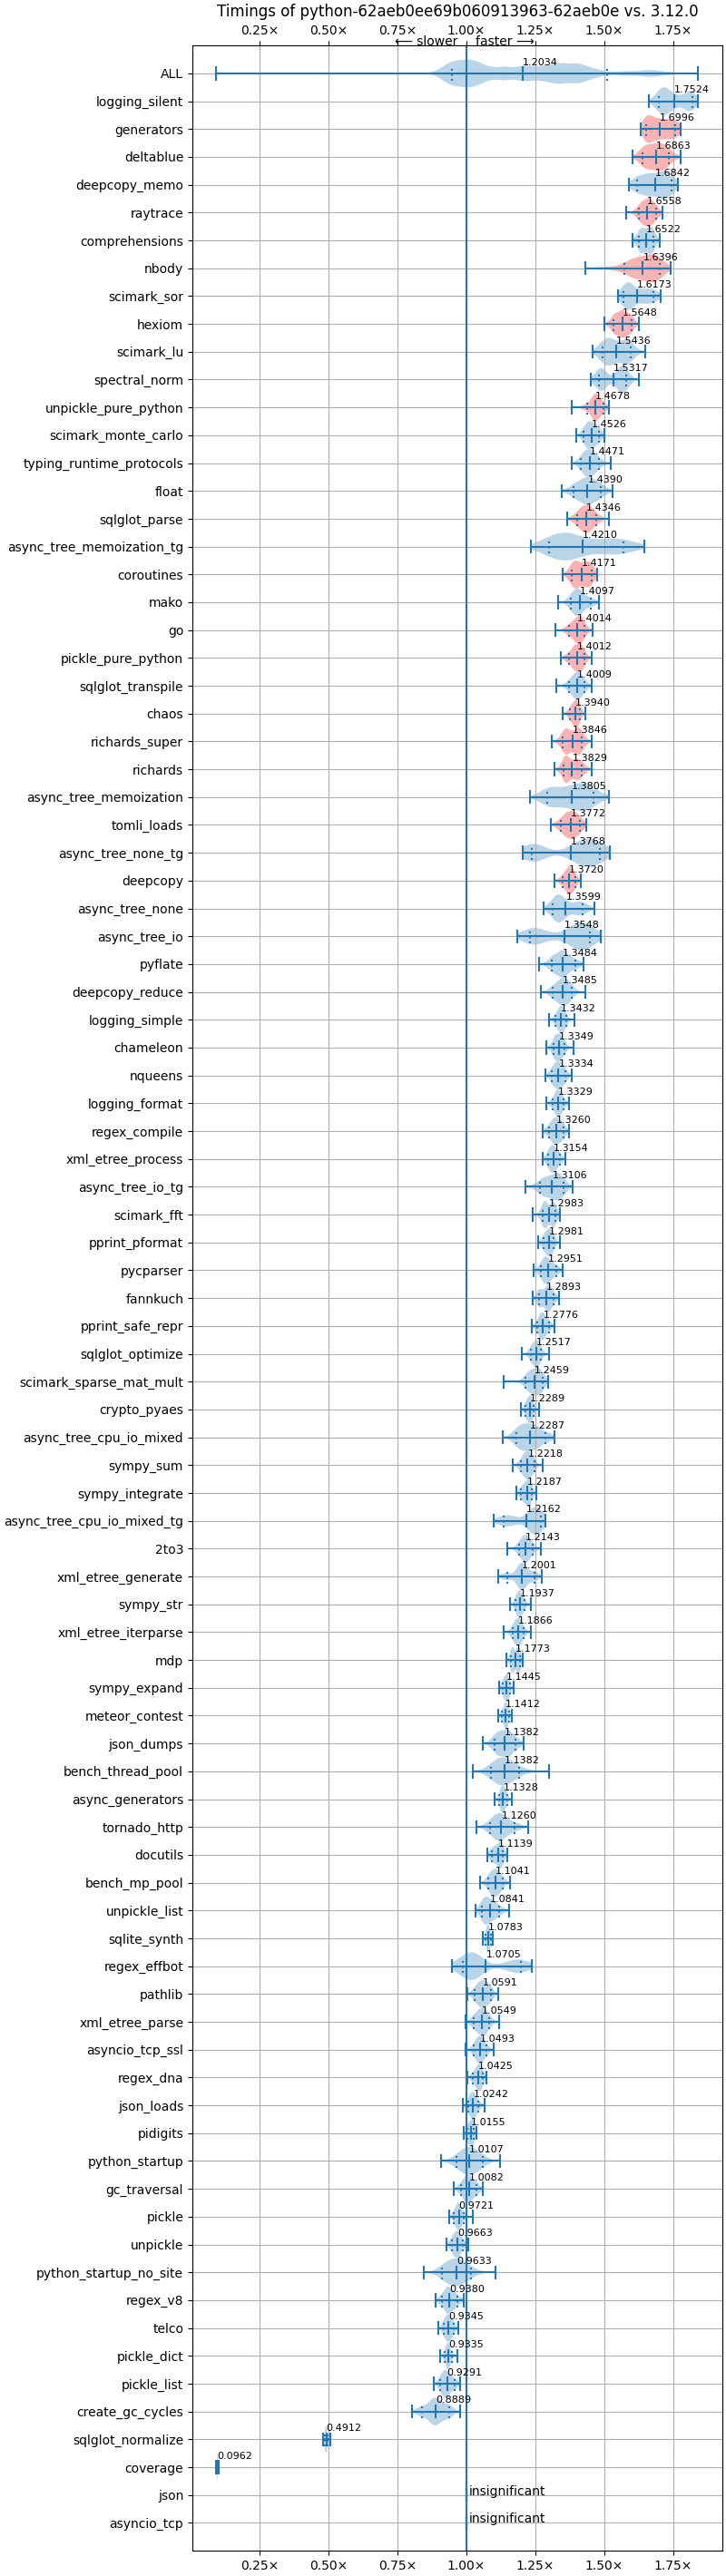 Timings of python-62aeb0ee69b060913963-62aeb0e vs. 3.12.0
0.25× 0.50× 0.75× 1.00× 1.25× 1.50× 1.75×
⟵ slower faster ⟶
ALL 1.2034
logging_silent 1.7524
generators 1.6996
deltablue 1.6863
deepcopy_memo 1.6842
raytrace 1.6558
comprehensions 1.6522
nbody 1.6396
scimark_sor 1.6173
hexiom 1.5648
scimark_lu 1.5436
spectral_norm 1.5317
unpickle_pure_python 1.4678
scimark_monte_carlo 1.4526
typing_runtime_protocols 1.4471
float 1.4390
sqlglot_parse 1.4346
async_tree_memoization_tg 1.4210
coroutines 1.4171
mako 1.4097
go 1.4014
pickle_pure_python 1.4012
sqlglot_transpile 1.4009
chaos 1.3940
richards_super 1.3846
richards 1.3829
async_tree_memoization 1.3805
tomli_loads 1.3772
async_tree_none_tg 1.3768
deepcopy 1.3720
async_tree_none 1.3599
async_tree_io 1.3548
pyflate 1.3484
deepcopy_reduce 1.3485
logging_simple 1.3432
chameleon 1.3349
nqueens 1.3334
logging_format 1.3329
regex_compile 1.3260
xml_etree_process 1.3154
async_tree_io_tg 1.3106
scimark_fft 1.2983
pprint_pformat 1.2981
pycparser 1.2951
fannkuch 1.2893
pprint_safe_repr 1.2776
sqlglot_optimize 1.2517
scimark_sparse_mat_mult 1.2459
crypto_pyaes 1.2289
async_tree_cpu_io_mixed 1.2287
sympy_sum 1.2218
sympy_integrate 1.2187
async_tree_cpu_io_mixed_tg 1.2162
2to3 1.2143
xml_etree_generate 1.2001
sympy_str 1.1937
xml_etree_iterparse 1.1866
mdp 1.1773
sympy_expand 1.1445
meteor_contest 1.1412
json_dumps 1.1382
bench_thread_pool 1.1382
async_generators 1.1328
tornado_http 1.1260
docutils 1.1139
bench_mp_pool 1.1041
unpickle_list 1.0841
sqlite_synth 1.0783
regex_effbot 1.0705
pathlib 1.0591
xml_etree_parse 1.0549
asyncio_tcp_ssl 1.0493
regex_dna 1.0425
json_loads 1.0242
pidigits 1.0155
python_startup 1.0107
gc_traversal 1.0082
pickle 0.9721
unpickle 0.9663
python_startup_no_site 0.9633
regex_v8 0.9380
telco 0.9345
pickle_dict 0.9335
pickle_list 0.9291
create_gc_cycles 0.8889
sqlglot_normalize 0.4912
coverage 0.0962
json insignificant
asyncio_tcp insignificant
0.25× 0.50× 0.75× 1.00× 1.25× 1.50× 1.75×